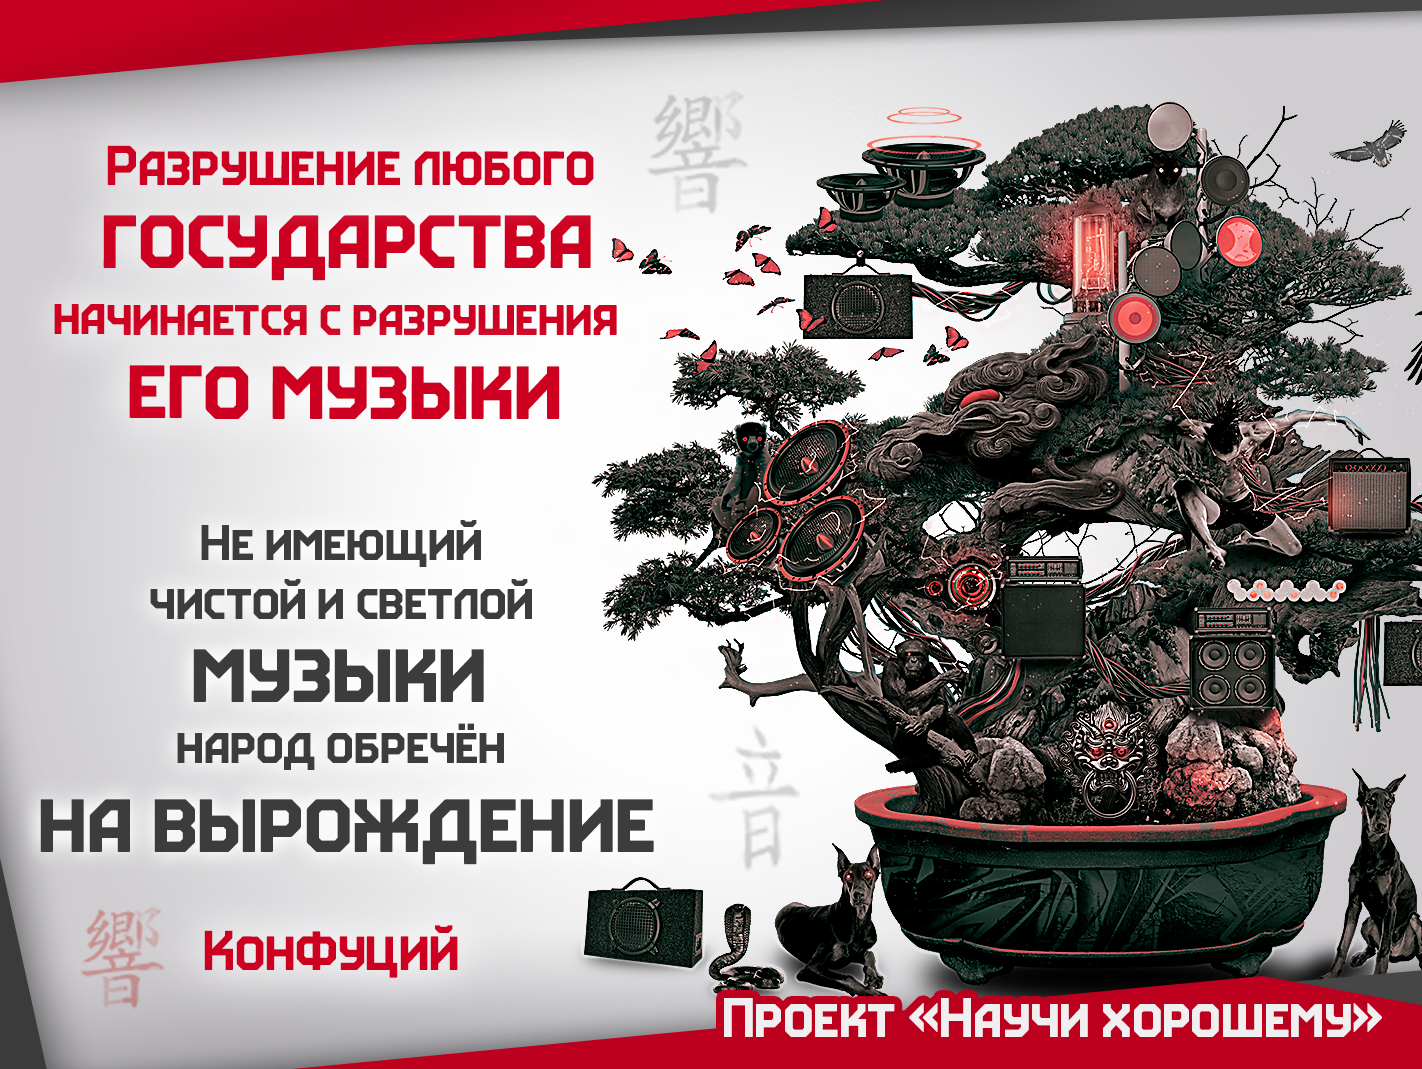 響
Разрушение любого
ГОСУДАРСТВА
начинается с разрушения
ЕГО МУЗЫКИ
Не имеющий
чистой и светлой
МУЗЫКИ
народ обречён
НА ВЫРОЖДЕНИЕ
音
響
Конфуций
Проект «Научи хорошему»